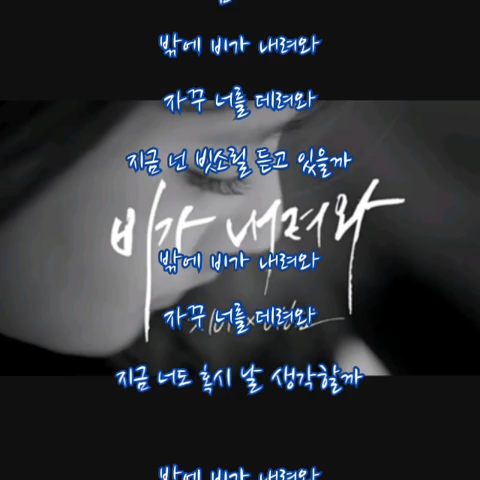 밖에 비가 내려와
자꾸 너를 데려와
지금 넌 빗소릴 듣고 있을까
비가 내려와
밖에 비가 내려와
자꾸 너를 데려와
지금 너도 혹시 날 생각할까
밖에 비가 내려와